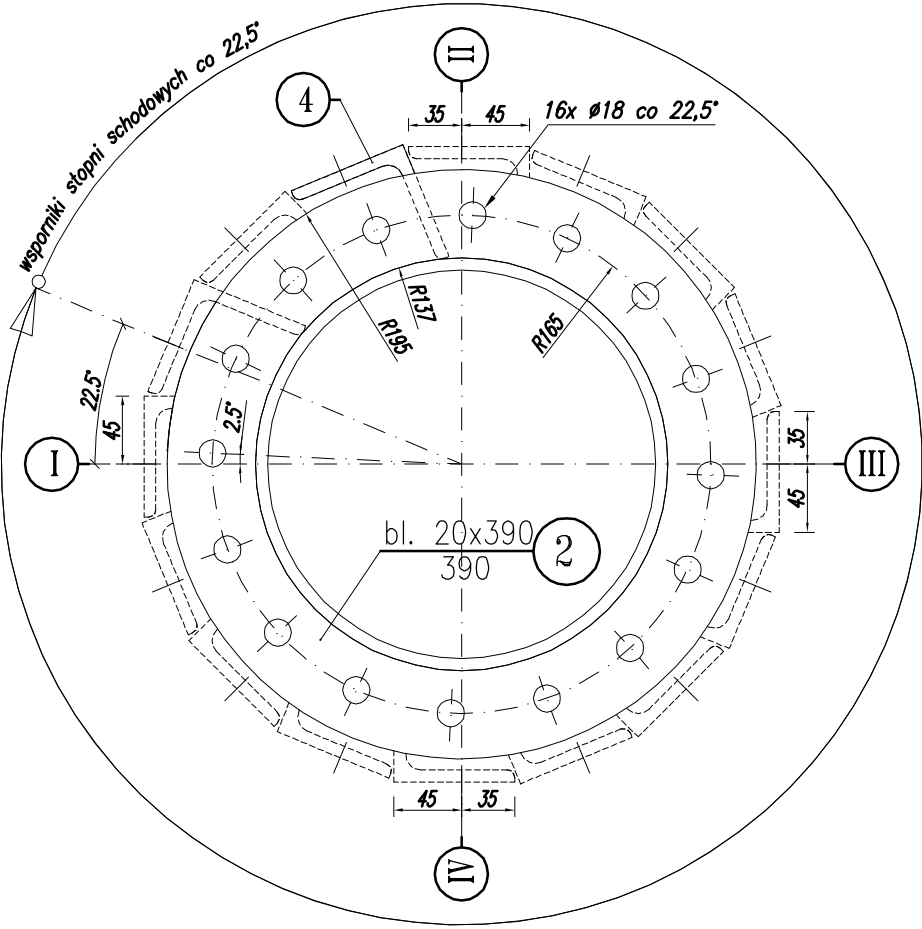 wsporniki stopni schodowych co 22,5°
II
4
35
45
16x ø18 co 22,5°
R137
R195
R165
22.5°
45
2.5°
35
I
III
45
bl. 20x390
390
2
45
35
IV